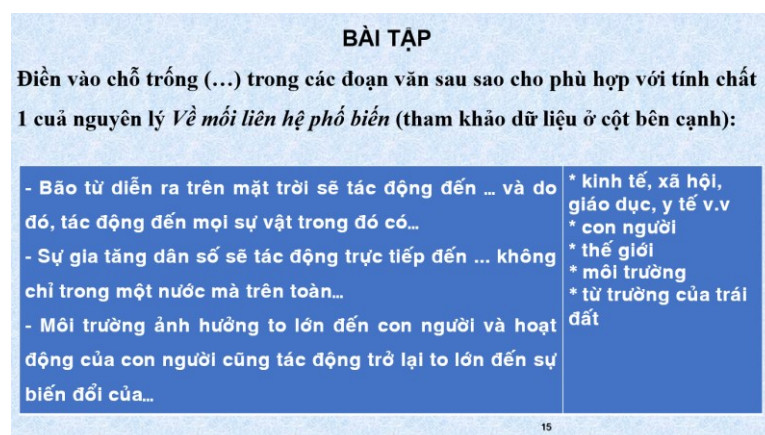 BÀI TẬP
Điền vào chỗ trống (…) trong các đoạn văn sau sao cho phù hợp với tính chất
1 cuả nguyên lý Về mối liên hệ phổ biến (tham khảo dữ liệu ở cột bên cạnh):
- Bão từ diễn ra trên mặt trời sẽ tác động đến … và do
đó, tác động đến mọi sự vật trong đó có…
- Sự gia tăng dân số sẽ tác động trực tiếp đến … không
chỉ trong một nước mà trên toàn…
- Môi trường ảnh hưởng to lớn đến con người và hoạt
động của con người cũng tác động trở lại to lớn đến sự
biến đổi của…
* kinh tế, xã hội,
giáo dục, y tế v.v
* con người
* thế giới
* môi trường
* từ trường của trái
đất
15